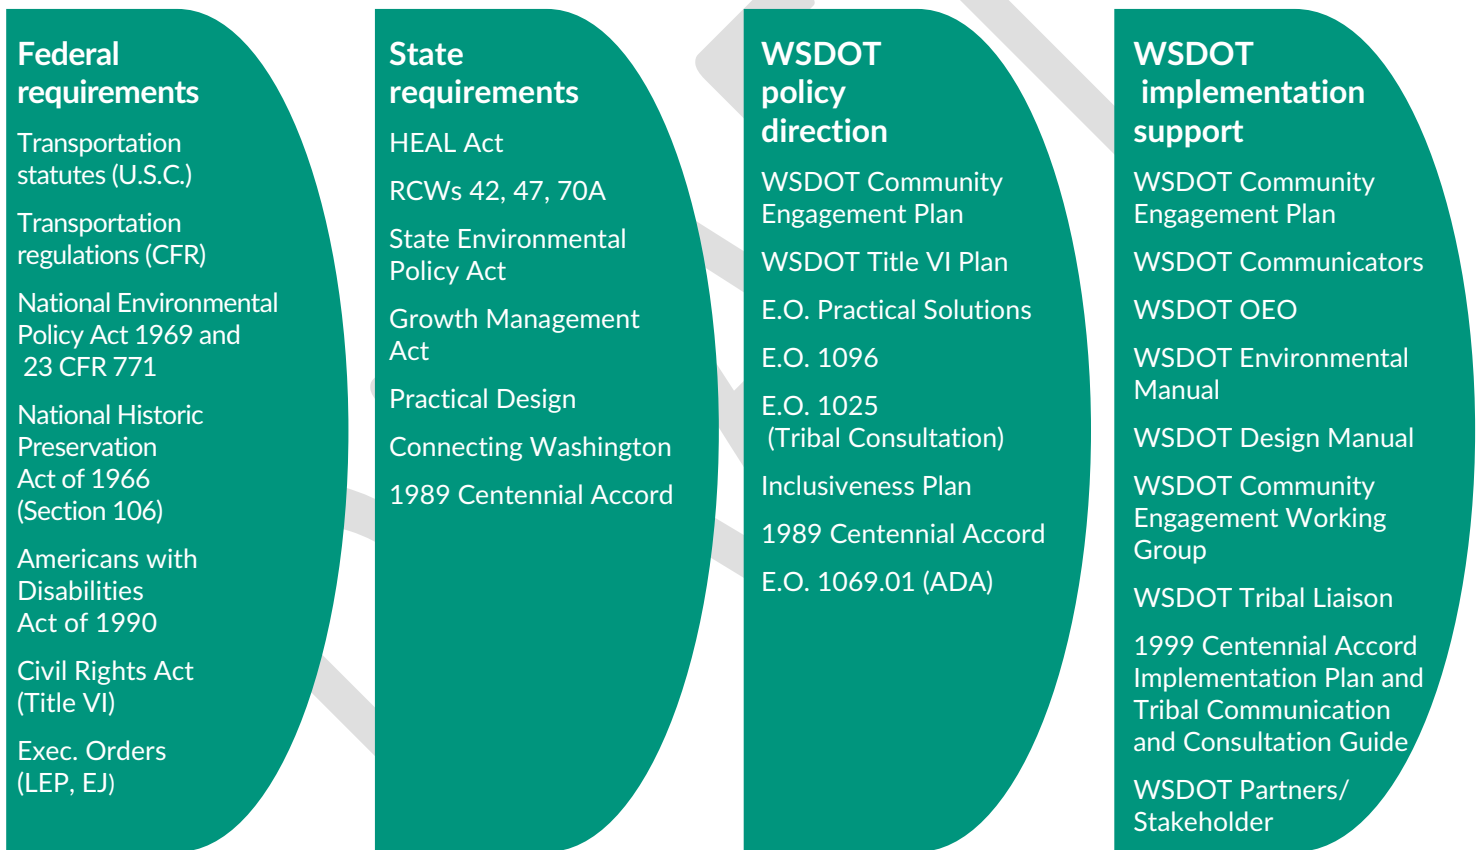 Federal
requirements
Transportation
statutes (U.S.C.)
Transportation
regulations (CFR)
National Environmental
Policy Act 1969 and
23 CFR 771
National Historic
Preservation
Act of 1966
(Section 106)
Americans with
Disabilities
Act of 1990
Civil Rights Act
(Title VI)
Exec. Orders
(LEP, EJ)
State
requirements
HEAL Act
RCWs 42, 47, 70A
State Environmental
Policy Act
Growth Management
Act
Practical Design
Connecting Washington
1989 Centennial Accord
WSDOT
policy
direction
WSDOT Community
Engagement Plan
WSDOT Title VI Plan
E.O. Practical Solutions
E.O. 1096
E.O. 1025
(Tribal Consultation)
Inclusiveness Plan
1989 Centennial Accord
E.O. 1069.01 (ADA)
WSDOT
implementation
support
WSDOT Community
Engagement Plan
WSDOT Communicators
WSDOT OEO
WSDOT Environmental
Manual
WSDOT Design Manual
WSDOT Community
Engagement Working
Group
WSDOT Tribal Liaison
1999 Centennial Accord
Implementation Plan and
Tribal Communication
and Consultation Guide
WSDOT Partners/
Stakeholder